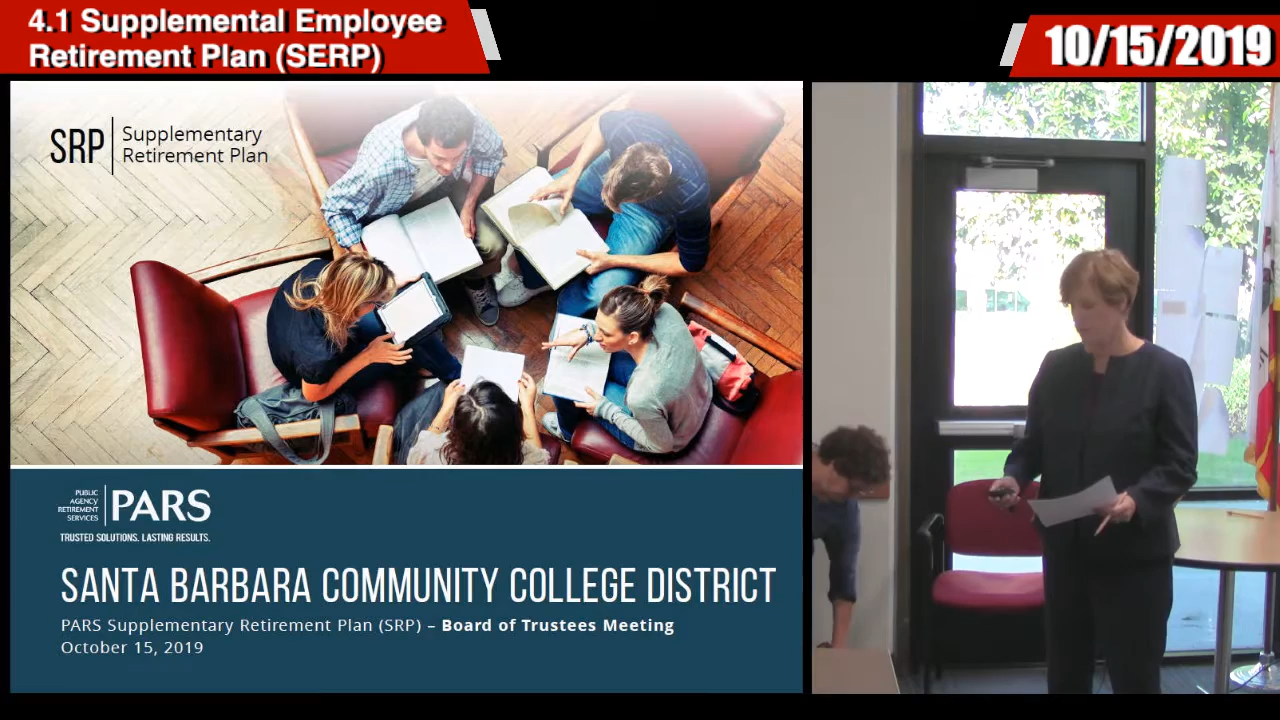 4.1 Supplemental Employee
Retirement Plan (SERP)
10/15/2019
SRP
Supplementary
Retirement Plan
PUBLIC
AGENCY
RETIREMENT
SERVICES
PARS
TRUSTED SOLUTIONS. LASTING RESULTS.
SANTA BARBARA COMMUNITY COLLEGE DISTRICT
PARS Supplementary Retirement Plan (SRP) – Board of Trustees Meeting
October 15, 2019